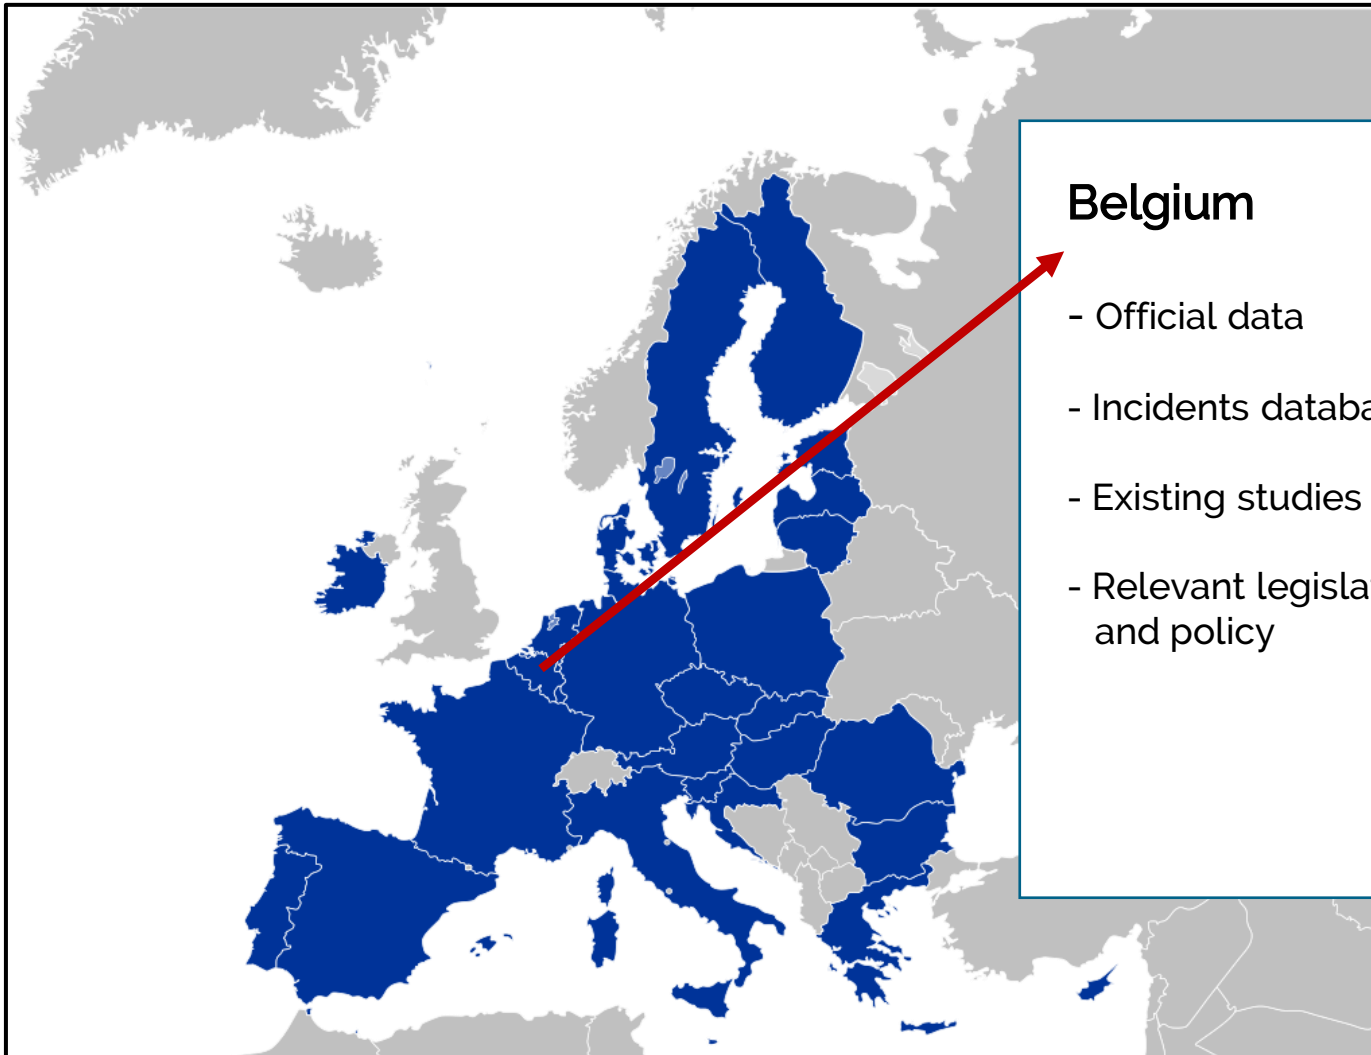 Belgium
- Official data
- Incidents databa
- Existing studies
- Relevant legisla
and policy